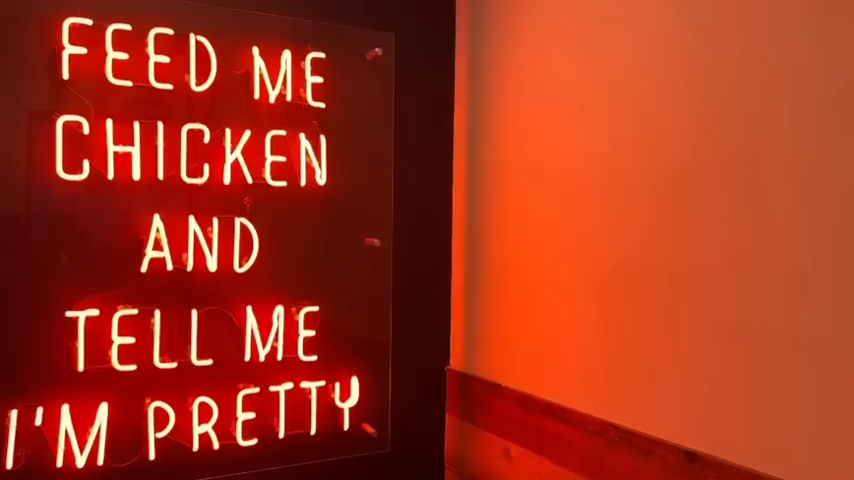 FEED ME
CHICKEN
AND
TELL ME
I'M PRETTY